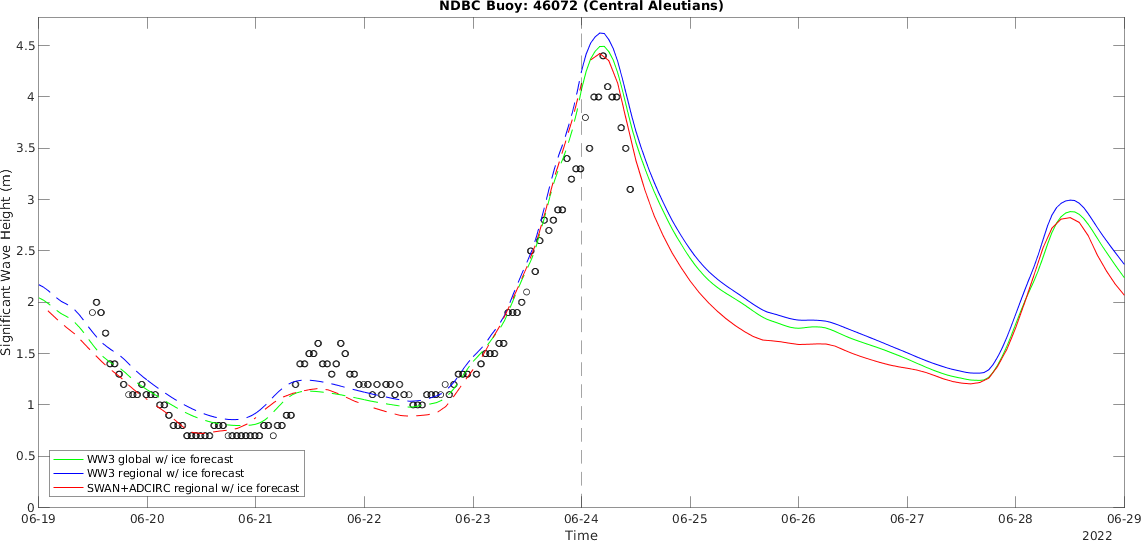 NDBC Buoy: 46072 (Central Aleutians)
Significant Wave Height (m)
4.5
4
3.5
3
2.5
2
1.5
1
0.5
0
WW3 global w/ ice forecast
WW3 regional w/ ice forecast
SWAN+ADCIRC regional w/ ice forecast
06-19 06-20 06-21 06-22 06-23 06-24 06-25 06-26 06-27 06-28 06-29
Time
2022